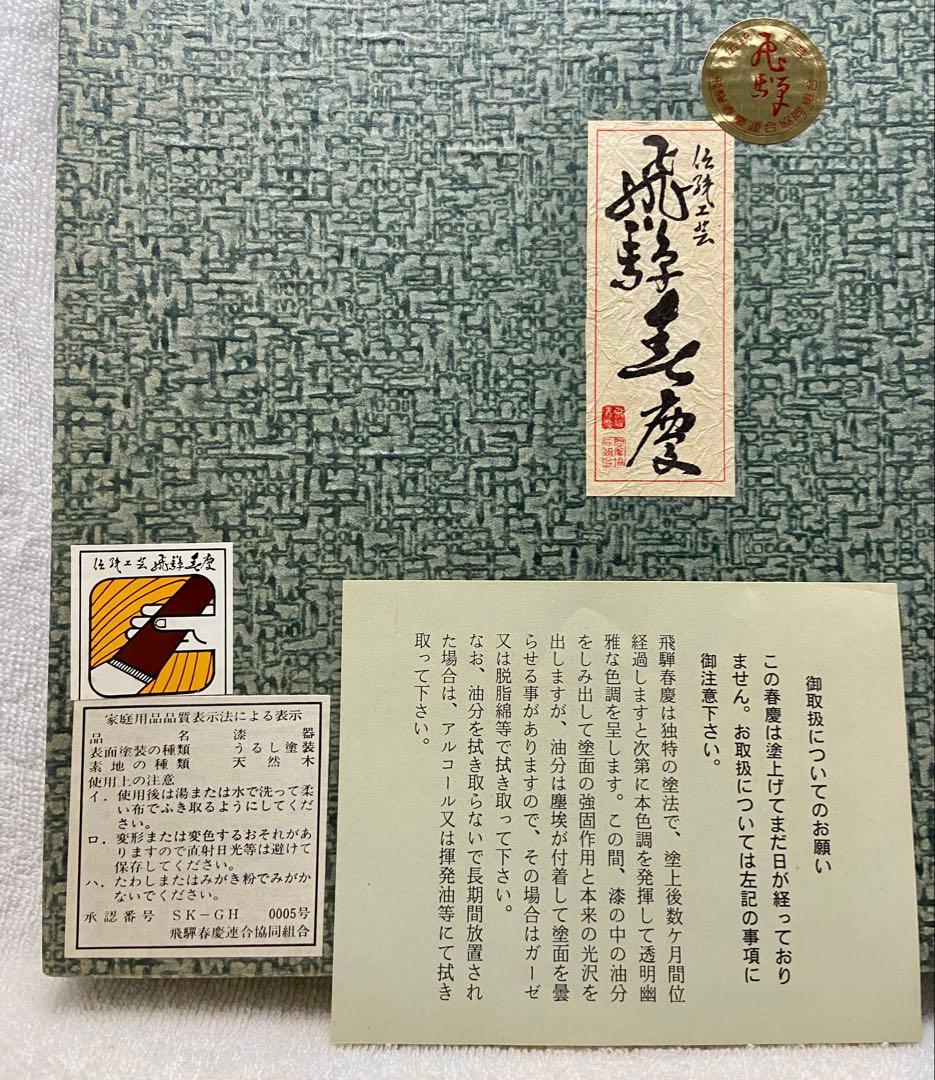 飛騨
飛騨春慶連合協同組合
伝統工芸
飛騨春慶
伝統工芸飛騨春慶
家庭用品品質表示法による表示
品名 漆器
表面塗装の種類 うるし塗装
素地の種類 天然木
使用上の注意
イ．使用後は湯または水で洗って柔
い布でふき取るようにしてくだ
さい。
ロ．変形または変色するおそれがあ
りますので直射日光等は避けて
保存してください。
ハ．たわしまたはみがき粉でみがか
ないでください。
承認番号 SK-GH 0005号
飛騨春慶連合協同組合
御取扱についてのお願い
この春慶は塗上げてまだ日が経っており
ません。お取扱については左記の事項に
御注意下さい。
飛騨春慶は独特の塗法で、塗上後数ケ月間位
経過しますと次第に本色調を発揮して透明幽
雅な色調を呈します。この間、漆の中の油分
をしみ出して塗面の強固作用と本来の光沢を
出しますが、油分は塵埃が付着して塗面を曇
らせる事がありますので、その場合はガーゼ
又は脱脂綿等で拭き取って下さい。
なお、油分を拭き取らないで長期間放置され
た場合は、アルコール又は揮発油等にて拭き
取って下さい。